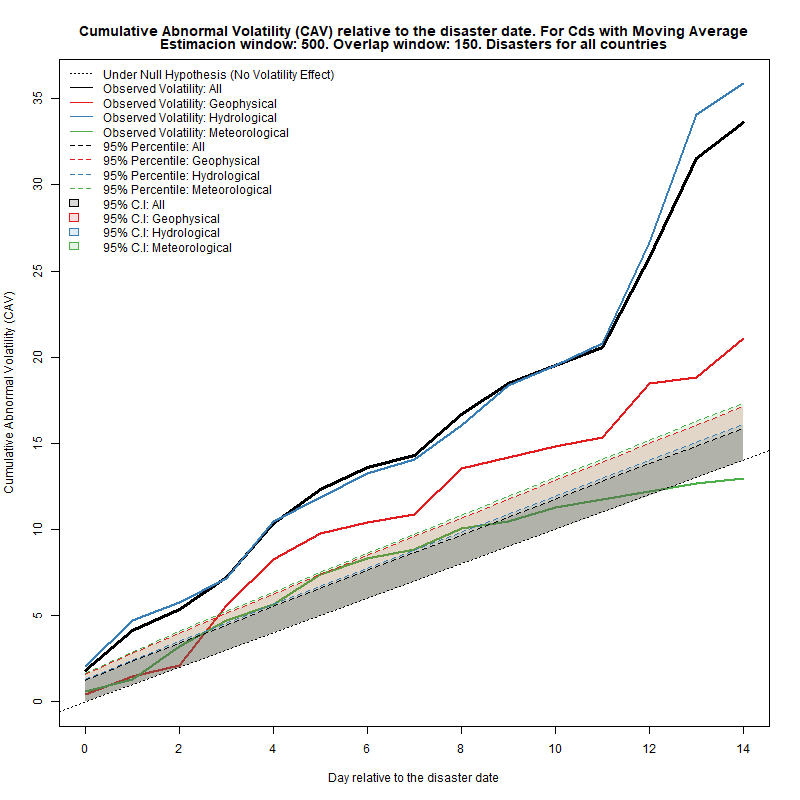 Cumulative Abnormal Volatility (CAV) relative to the disaster date. For Cds with Moving Average
Estimacion window: 500. Overlap window: 150. Disasters for all countries
Under Null Hypothesis (No Volatility Effect)
Observed Volatility: All
Observed Volatility: Geophysical
Observed Volatility: Hydrological
Observed Volatility: Meteorological
95% Percentile: All
95% Percentile: Geophysical
95% Percentile: Hydrological
95% Percentile: Meteorological
95% C.I: All
95% C.I: Geophysical
95% C.I: Hydrological
95% C.I: Meteorological
Cumulative Abnormal Volatility (CAV)
35
30
25
20
15
10
5
0
0 2 4 6 8 10 12 14
Day relative to the disaster date